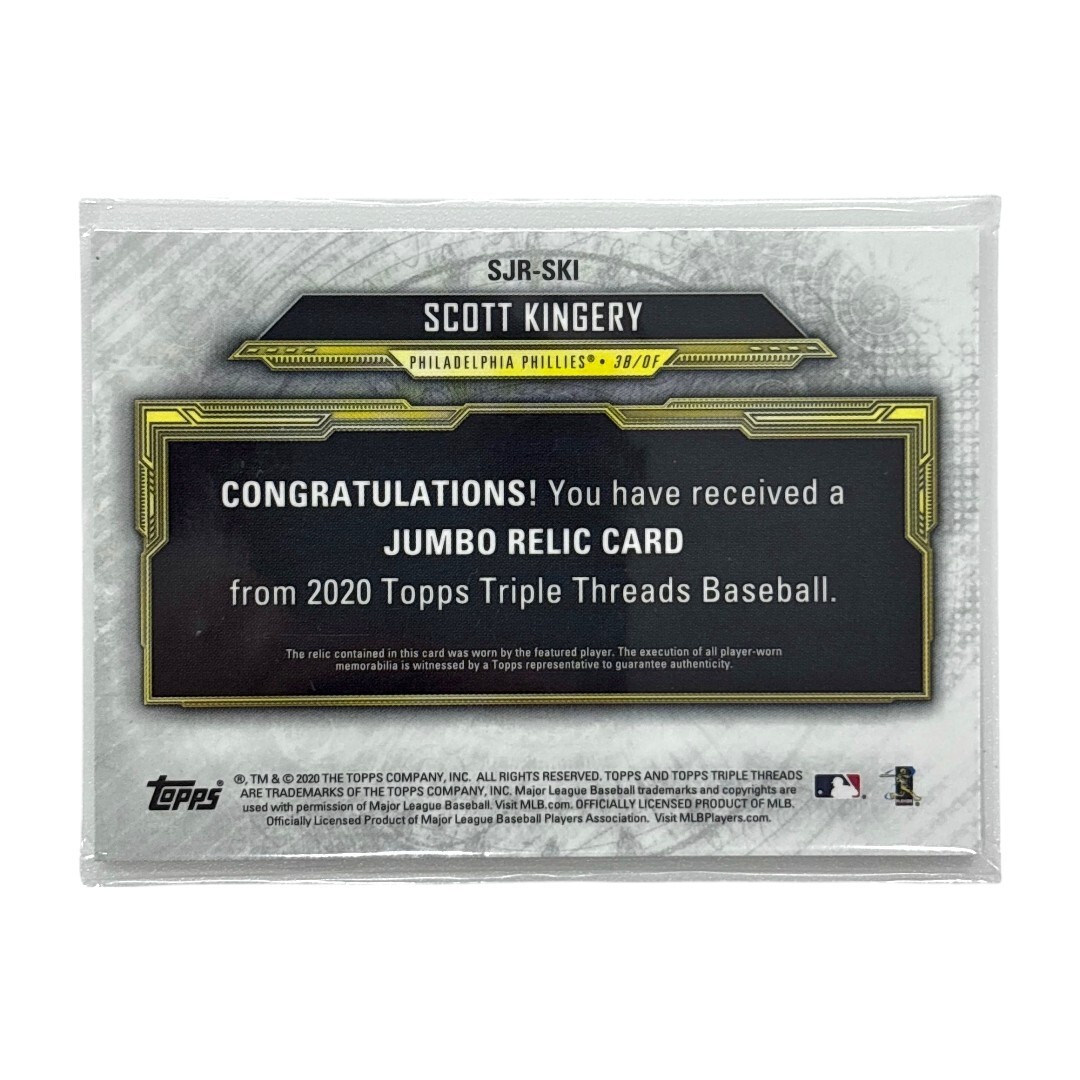 SJR-SKI
SCOTT KINGERY
PHILADELPHIA PHILLIES® • 3B/OF
CONGRATULATIONS! You have received a
JUMBO RELIC CARD
from 2020 Topps Triple Threads Baseball.
The relic contained in this card was worn by the featured player. The execution of all player-worn
memorabilia is witnessed by a Topps representative to guarantee authenticity.
Topps®
®, TM & © 2020 THE TOPPS COMPANY, INC. ALL RIGHTS RESERVED. TOPPS AND TOPPS TRIPLE THREADS
ARE TRADEMARKS OF THE TOPPS COMPANY, INC. Major League Baseball trademarks and copyrights are
used with permission of Major League Baseball. Visit MLB.com. OFFICIALLY LICENSED PRODUCT OF MLB.
Officially Licensed Product of Major League Baseball Players Association. Visit MLBPlayers.com.